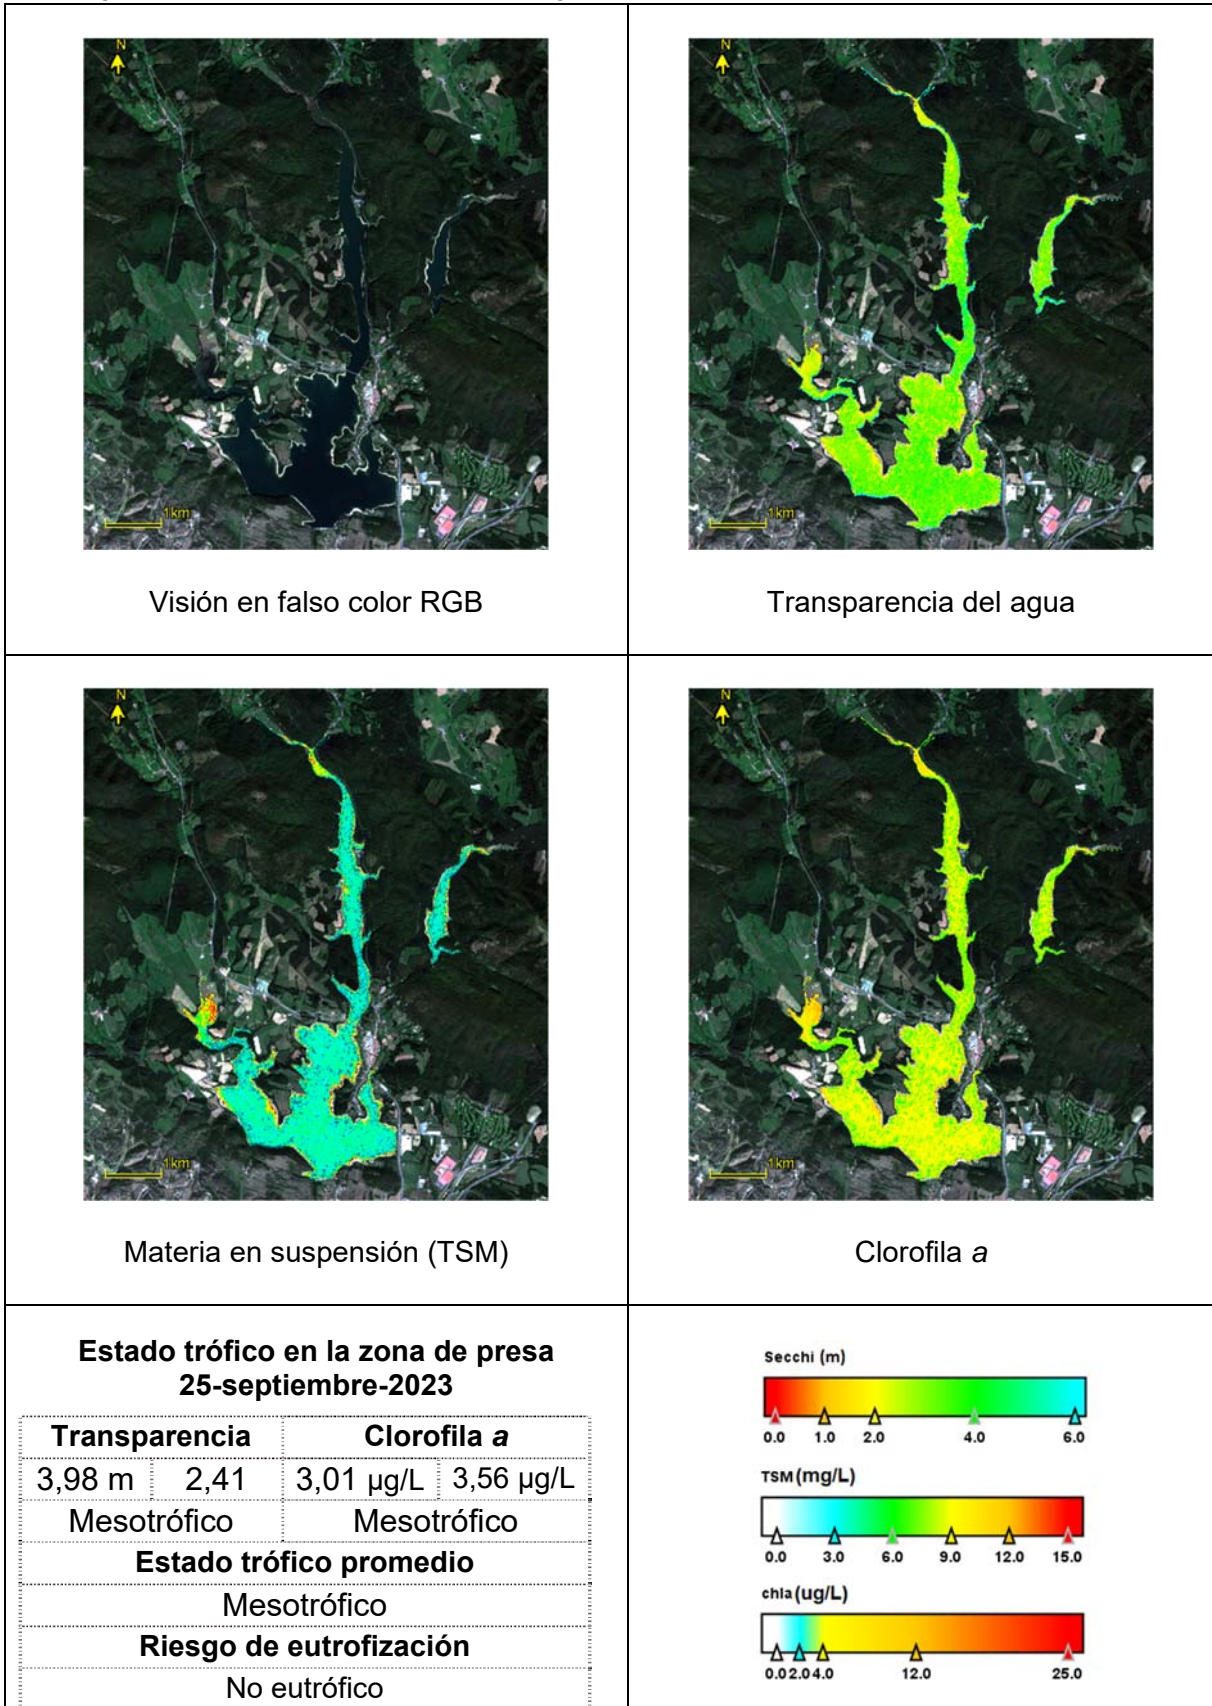 N
1km
Visión en falso color RGB
N
1km
Transparencia del agua
N
1km
Materia en suspensión (TSM)
N
1km
Clorofila a
Estado trófico en la zona de presa
25-septiembre-2023
Transparencia Clorofila a
3,98 m 2,41 3,01 µg/L 3,56 µg/L
Mesotrófico Mesotrófico
Estado trófico promedio
Mesotrófico
Riesgo de eutrofización
No eutrófico
Secchi (m)
0.0 1.0 2.0 4.0 6.0
TSM (mg/L)
0.0 3.0 6.0 9.0 12.0 15.0
chla (ug/L)
0.0 2.0 4.0 12.0 25.0